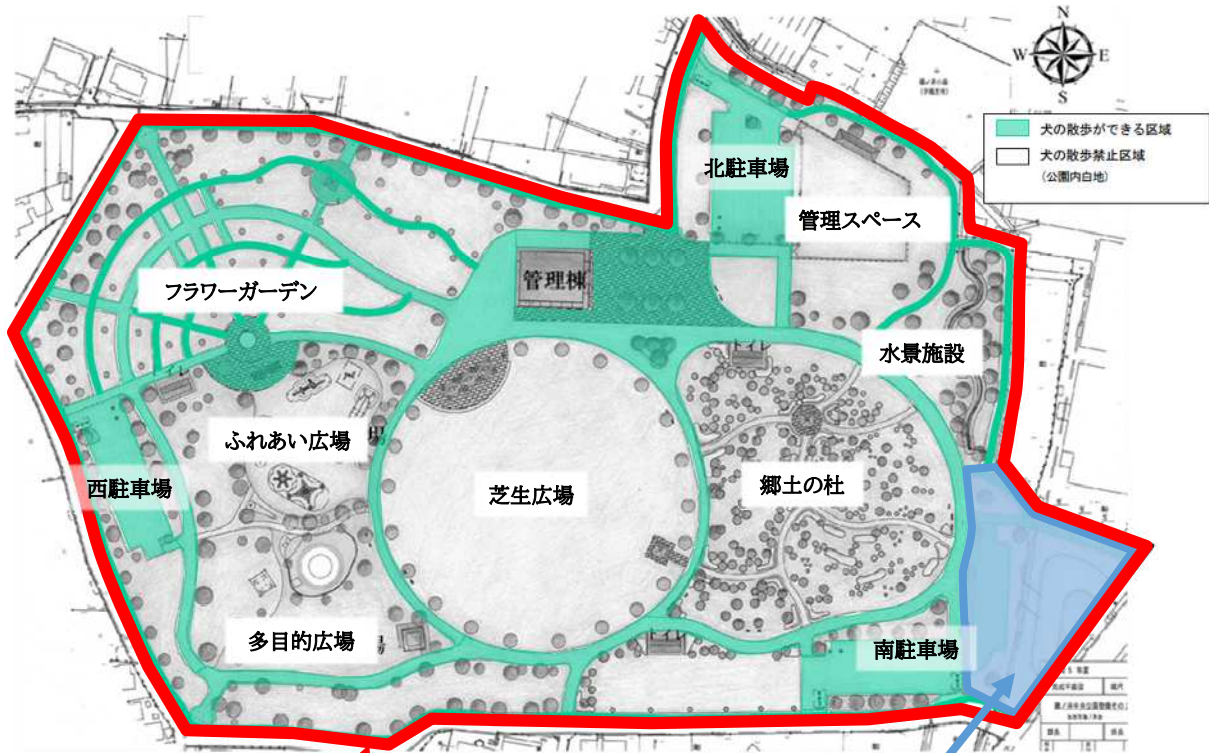 N
W E
S
犬の散歩ができる区域
犬の散歩禁止区域
(公園内白地)
北駐車場
管理スペース
管理棟
フラワーガーデン
水景施設
トイレ
トイレ
ふれあい広場
西駐車場
芝生広場
郷土の杜
多目的広場
トイレ
南駐車場